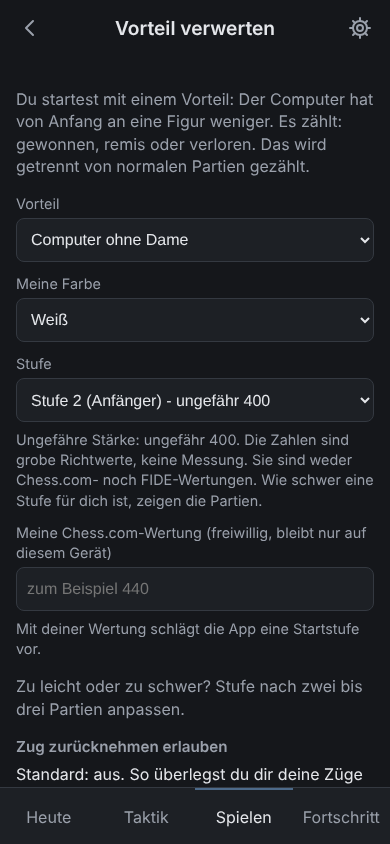 Vorteil verwerten
Du startest mit einem Vorteil: Der Computer hat
von Anfang an eine Figur weniger. Es zählt:
gewonnen, remis oder verloren. Das wird
getrennt von normalen Partien gezählt.
Vorteil
Computer ohne Dame
Meine Farbe
Weiß
Stufe
Stufe 2 (Anfänger) - ungefähr 400
Ungefähre Stärke: ungefähr 400. Die Zahlen sind
grobe Richtwerte, keine Messung. Sie sind weder
Chess.com- noch FIDE-Wertungen. Wie schwer eine
Stufe für dich ist, zeigen die Partien.
Meine Chess.com-Wertung (freiwillig, bleibt nur auf
diesem Gerät)
zum Beispiel 440
Mit deiner Wertung schlägt die App eine Startstufe
vor.
Zu leicht oder zu schwer? Stufe nach zwei bis
drei Partien anpassen.
Zug zurücknehmen erlauben
Standard: aus. So überlegst du dir deine Züge
Heute Taktik Spielen Fortschritt